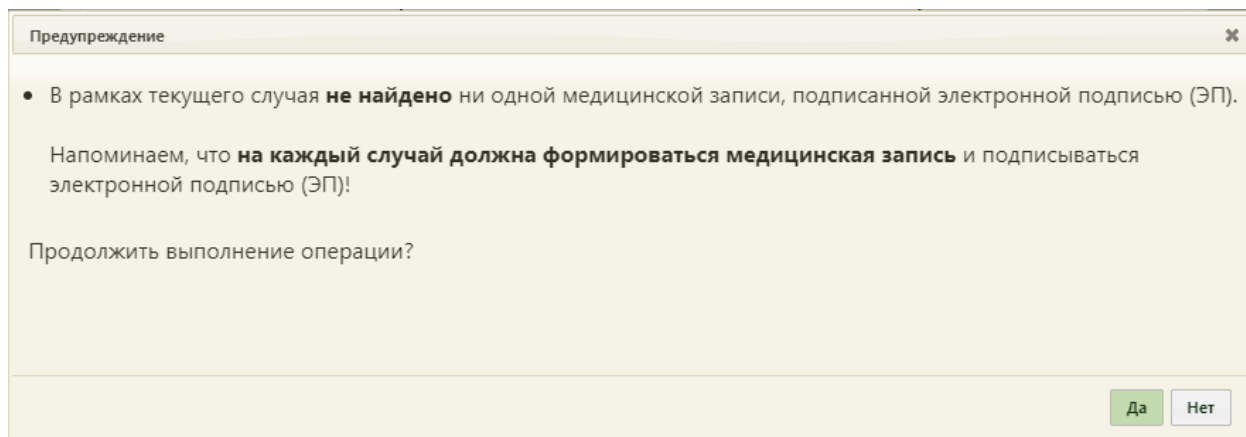 Предупреждение
• В рамках текущего случая не найдено ни одной медицинской записи, подписанной электронной подписью (ЭП).
Напоминаем, что на каждый случай должна формироваться медицинская запись и подписываться
электронной подписью (ЭП)!
Продолжить выполнение операции?
Да
Нет